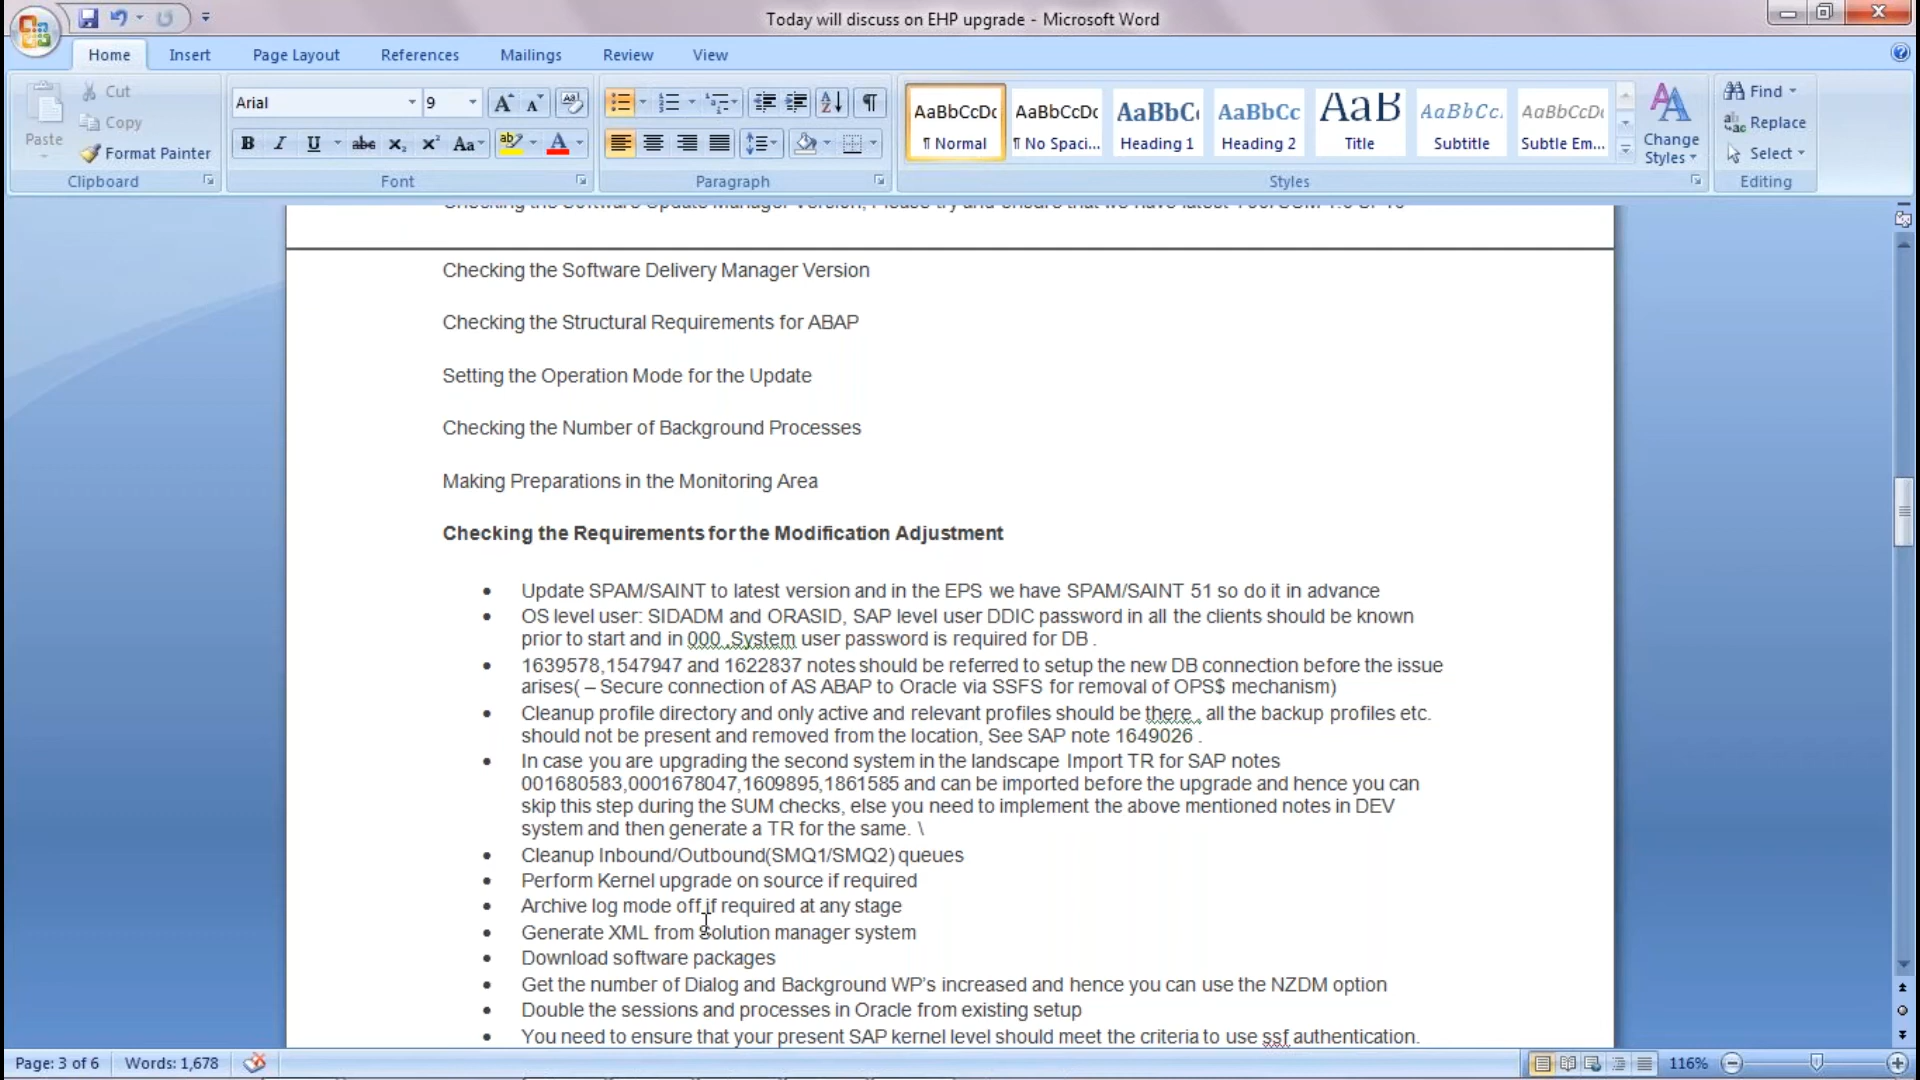 Today will discuss on EHP upgrade - Microsoft Word
Home Insert Page Layout References Mailings Review View
Paste
Cut
Copy
Format Painter
Clipboard
Arial 9
B I U abc X₂ X² Aa
ab A
Font
Paragraph
AaBbCcDc AaBbCcDc AaBbC AaBbCc AaB AaBbCc. AaBbCcDc
¶ Normal ¶ No Spaci... Heading 1 Heading 2 Title Subtitle Subtle Em...
Change
Styles
Styles
Find
Replace
Select
Editing
Checking the Software Update Manager Version, Please try and ensure that we have latest
Checking the Software Delivery Manager Version
Checking the Structural Requirements for ABAP
Setting the Operation Mode for the Update
Checking the Number of Background Processes
Making Preparations in the Monitoring Area
Checking the Requirements for the Modification Adjustment
• Update SPAM/SAINT to latest version and in the EPS we have SPAM/SAINT 51 so do it in advance
• OS level user: SIDADM and ORASID, SAP level user DDIC password in all the clients should be known
prior to start and in 000 ,System user password is required for DB .
• 1639578,1547947 and 1622837 notes should be referred to setup the new DB connection before the issue
arises( – Secure connection of AS ABAP to Oracle via SSFS for removal of OPS$ mechanism)
• Cleanup profile directory and only active and relevant profiles should be there , all the backup profiles etc.
should not be present and removed from the location, See SAP note 1649026 .
• In case you are upgrading the second system in the landscape Import TR for SAP notes
001680583,0001678047,1609895,1861585 and can be imported before the upgrade and hence you can
skip this step during the SUM checks, else you need to implement the above mentioned notes in DEV
system and then generate a TR for the same. \
• Cleanup Inbound/Outbound(SMQ1/SMQ2) queues
• Perform Kernel upgrade on source if required
• Archive log mode off if required at any stage
• Generate XML from Solution manager system
• Download software packages
• Get the number of Dialog and Background WP's increased and hence you can use the NZDM option
• Double the sessions and processes in Oracle from existing setup
• You need to ensure that your present SAP kernel level should meet the criteria to use ssf authentication.
Page: 3 of 6 Words: 1,678 116%